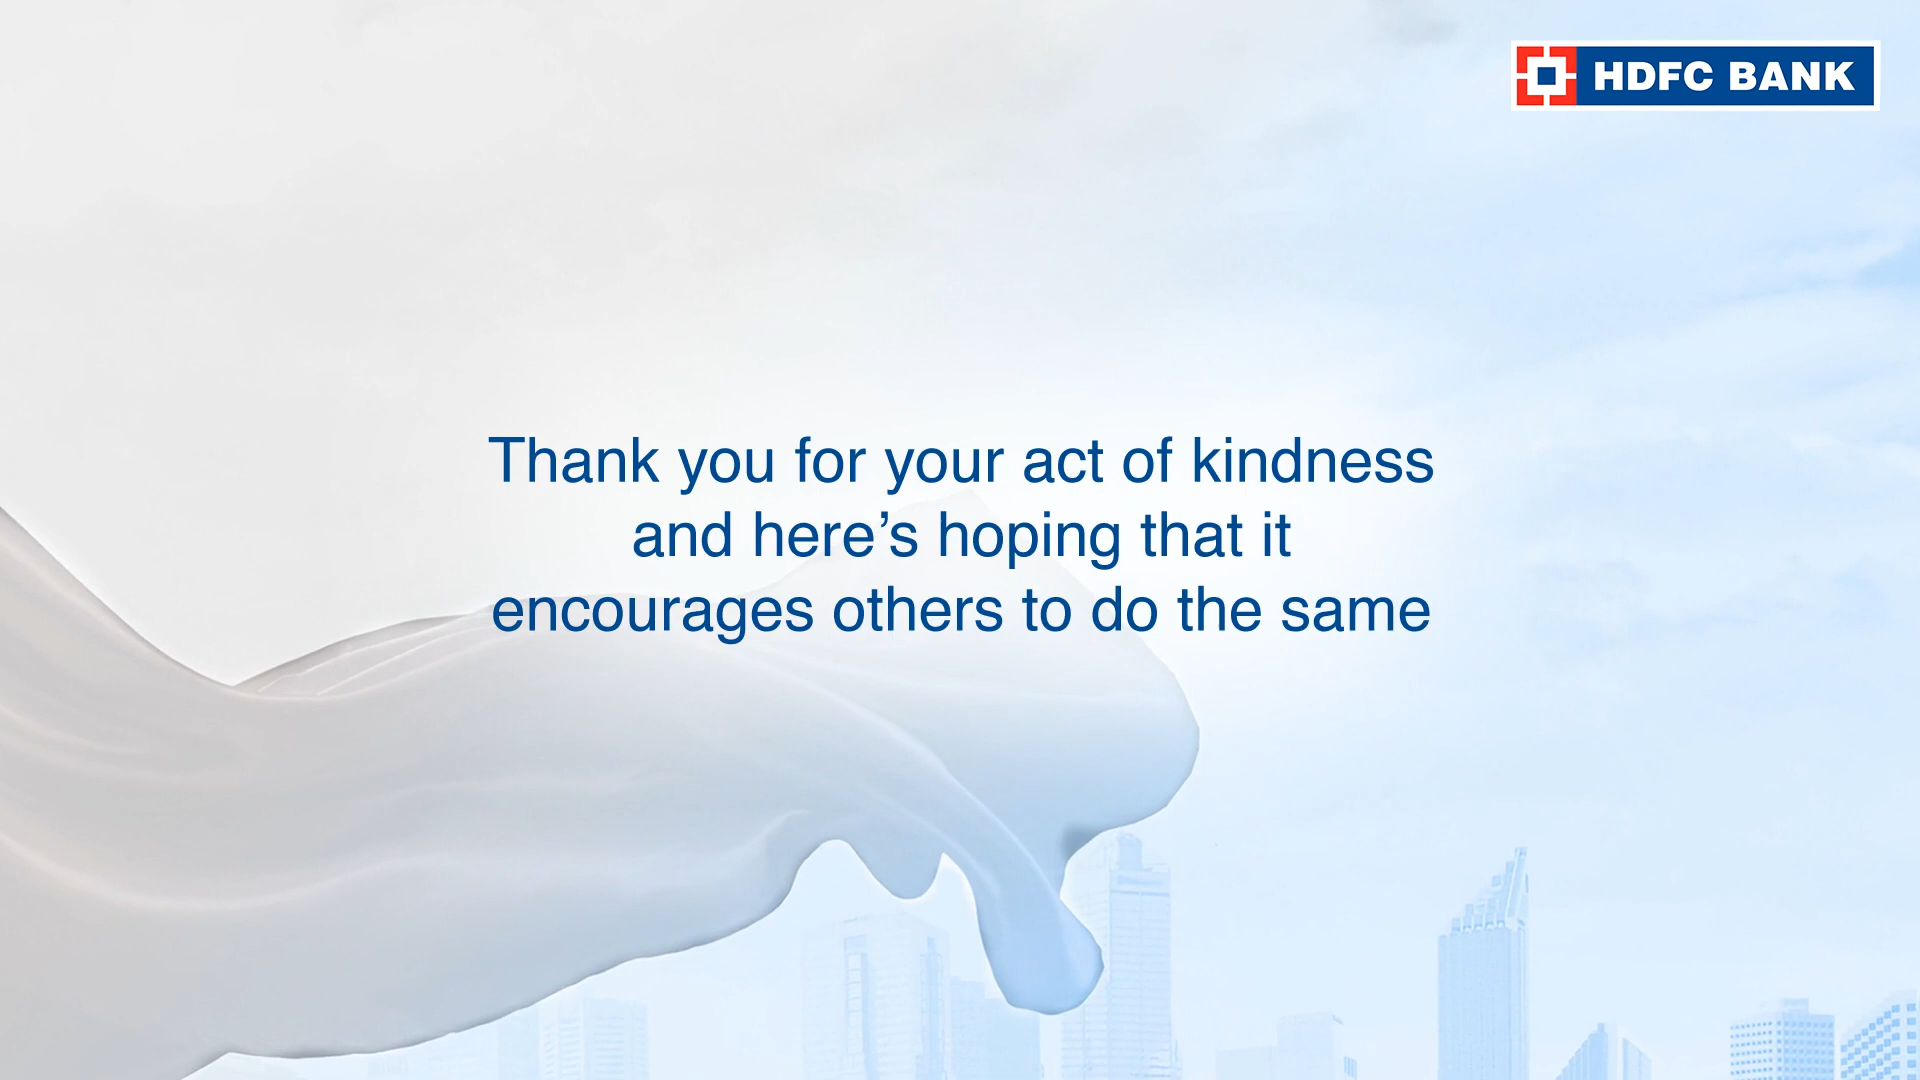 HDFC BANK
Thank you for your act of kindness
and here’s hoping that it
encourages others to do the same